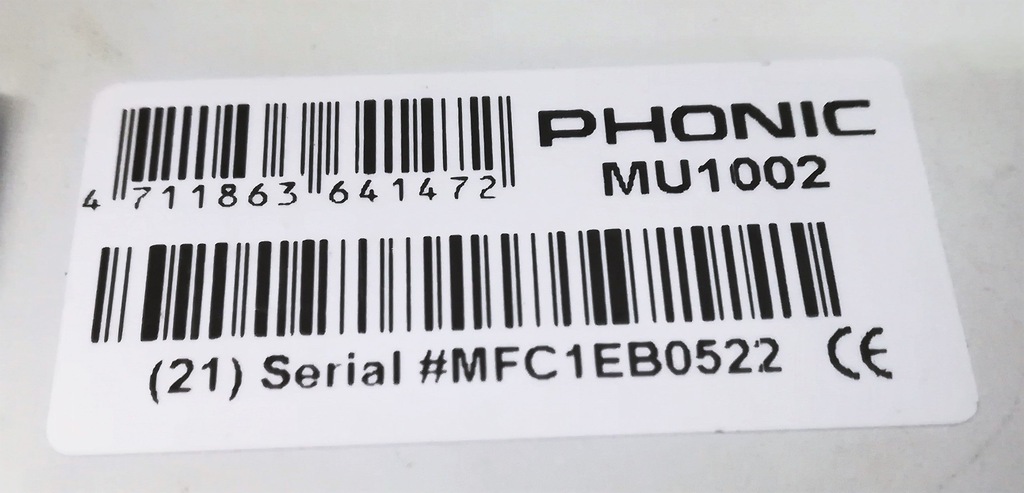 PHONIC
MU1002
4 711863 641472
(21) Serial #MFC1EB0522 CE